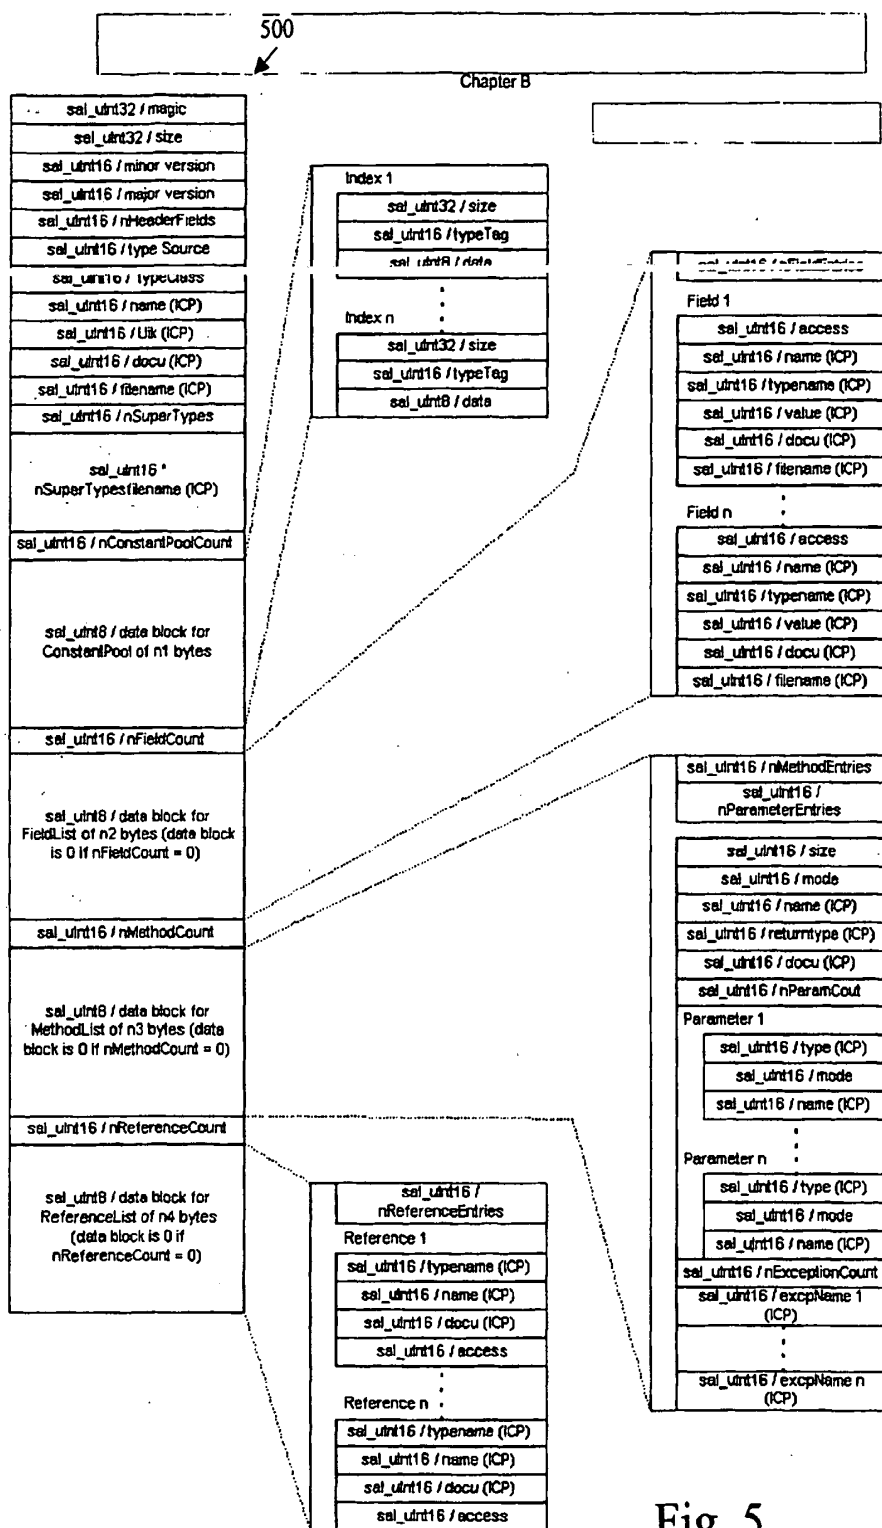 500
Chapter B
sal_uInt32 / magic
sal_uInt32 / size
sal_uInt16 / minor version
sal_uInt16 / major version
sal_uInt16 / nHeaderFields
sal_uInt16 / type Source
sal_uInt16 / TypeClass
sal_uInt16 / name (ICP)
sal_uInt16 / Uik (ICP)
sal_uInt16 / docu (ICP)
sal_uInt16 / filename (ICP)
sal_uInt16 / nSuperTypes
sal_uInt16 *
nSuperTypesfilename (ICP)
sal_uInt16 / nConstantPoolCount
sal_uInt8 / data block for
ConstantPool of n1 bytes
sal_uInt16 / nFieldCount
sal_uInt8 / data block for
FieldList of n2 bytes (data block
is 0 if nFieldCount = 0)
sal_uInt16 / nMethodCount
sal_uInt8 / data block for
MethodList of n3 bytes (data
block is 0 if nMethodCount = 0)
sal_uInt16 / nReferenceCount
sal_uInt8 / data block for
ReferenceList of n4 bytes
(data block is 0 if
nReferenceCount = 0)
Index 1
sal_uInt32 / size
sal_uInt16 / typeTag
sal_uInt8 / data
Index n
sal_uInt32 / size
sal_uInt16 / typeTag
sal_uInt8 / data
sal_uInt16 / nFieldEntries
Field 1
sal_uInt16 / access
sal_uInt16 / name (ICP)
sal_uInt16 / typename (ICP)
sal_uInt16 / value (ICP)
sal_uInt16 / docu (ICP)
sal_uInt16 / filename (ICP)
Field n
sal_uInt16 / access
sal_uInt16 / name (ICP)
sal_uInt16 / typename (ICP)
sal_uInt16 / value (ICP)
sal_uInt16 / docu (ICP)
sal_uInt16 / filename (ICP)
sal_uInt16 / nMethodEntries
sal_uInt16 /
nParameterEntries
sal_uInt16 / size
sal_uInt16 / mode
sal_uInt16 / name (ICP)
sal_uInt16 / returntype (ICP)
sal_uInt16 / docu (ICP)
sal_uInt16 / nParamCout
Parameter 1
sal_uInt16 / type (ICP)
sal_uInt16 / mode
sal_uInt16 / name (ICP)
Parameter n
sal_uInt16 / type (ICP)
sal_uInt16 / mode
sal_uInt16 / name (ICP)
sal_uInt16 / nExceptionCount
sal_uInt16 / excpName 1
(ICP)
sal_uInt16 / excpName n
(ICP)
sal_uInt16 /
nReferenceEntries
Reference 1
sal_uInt16 / typename (ICP)
sal_uInt16 / name (ICP)
sal_uInt16 / docu (ICP)
sal_uInt16 / access
Reference n
sal_uInt16 / typename (ICP)
sal_uInt16 / name (ICP)
sal_uInt16 / docu (ICP)
sal_uInt16 / access
Fig. 5